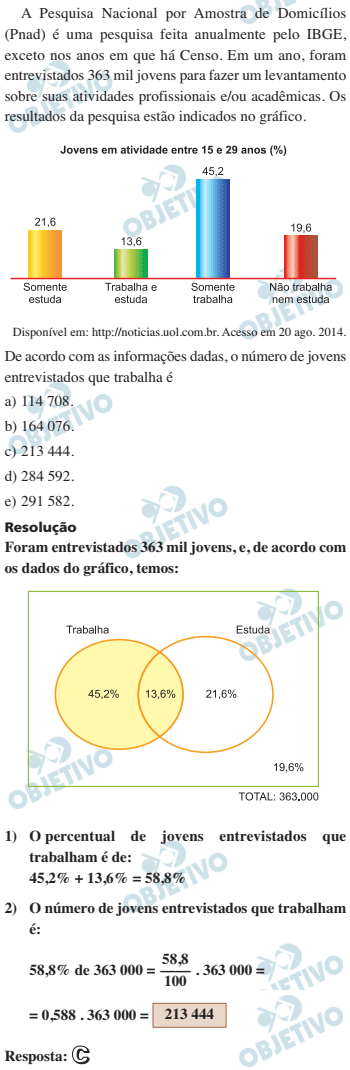 A Pesquisa Nacional por Amostra de Domicílios
(Pnad) é uma pesquisa feita anualmente pelo IBGE,
exceto nos anos em que há Censo. Em um ano, foram
entrevistados 363 mil jovens para fazer um levantamento
sobre suas atividades profissionais e/ou acadêmicas. Os
resultados da pesquisa estão indicados no gráfico.
Jovens em atividade entre 15 e 29 anos (%)
21,6
13,6
45,2
19,6
Somente estuda
Trabalha e estuda
Somente trabalha
Não trabalha nem estuda
Disponível em: http://noticias.uol.com.br. Acesso em 20 ago. 2014.
De acordo com as informações dadas, o número de jovens
entrevistados que trabalha é
a) 114 708.
b) 164 076.
c) 213 444.
d) 284 592.
e) 291 582.
Resolução
Foram entrevistados 363 mil jovens, e, de acordo com
os dados do gráfico, temos:
Trabalha
Estuda
45,2%
13,6%
21,6%
19,6%
TOTAL: 363.000
1) O percentual de jovens entrevistados que
trabalham é de:
45,2% + 13,6% = 58,8%
2) O número de jovens entrevistados que trabalham
é:
58,8% de 363 000 = 58,8/100 . 363 000 =
= 0,588 . 363 000 = 213 444
Resposta: C
OBJETIVO
OBJETIVO
OBJETIVO
OBJETIVO
OBJETIVO
OBJETIVO
OBJETIVO
OBJETIVO
OBJETIVO
OBJETIVO
OBJETIVO